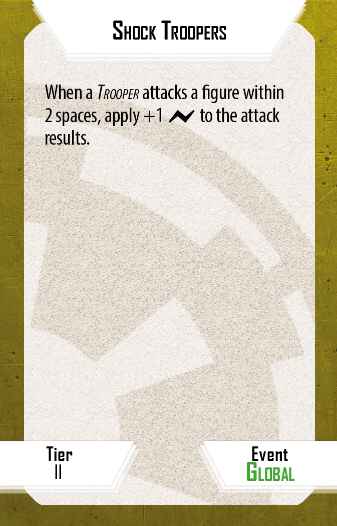 Shock Troopers
When a Trooper attacks a figure within
2 spaces, apply +1 to the attack
results.
Tier
II
Event
Global